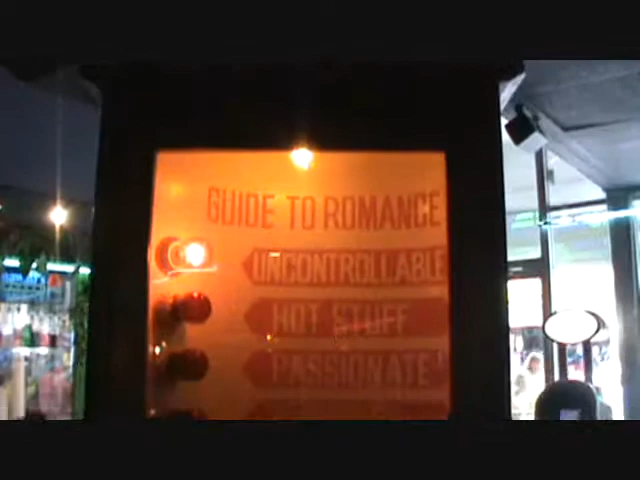 GUIDE TO ROMANCE
UNCONTROLLABLE
HOT STUFF
PASSIONATE